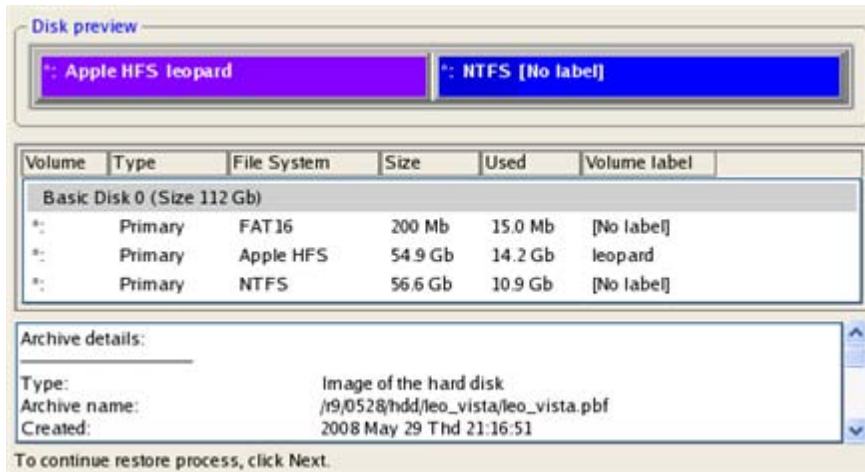 Disk preview
*: Apple HFS leopard *: NTFS [No label]
Volume Type File System Size Used Volume label
Basic Disk 0 (Size 112 Gb)
*: Primary FAT16 200 Mb 15.0 Mb [No label]
*: Primary Apple HFS 54.9 Gb 14.2 Gb leopard
*: Primary NTFS 56.6 Gb 10.9 Gb [No label]
Archive details:
Type: Image of the hard disk
Archive name: /r9/0528/hdd/leo_vista/leo_vista.pbf
Created: 2008 May 29 Thd 21:16:51
To continue restore process, click Next.